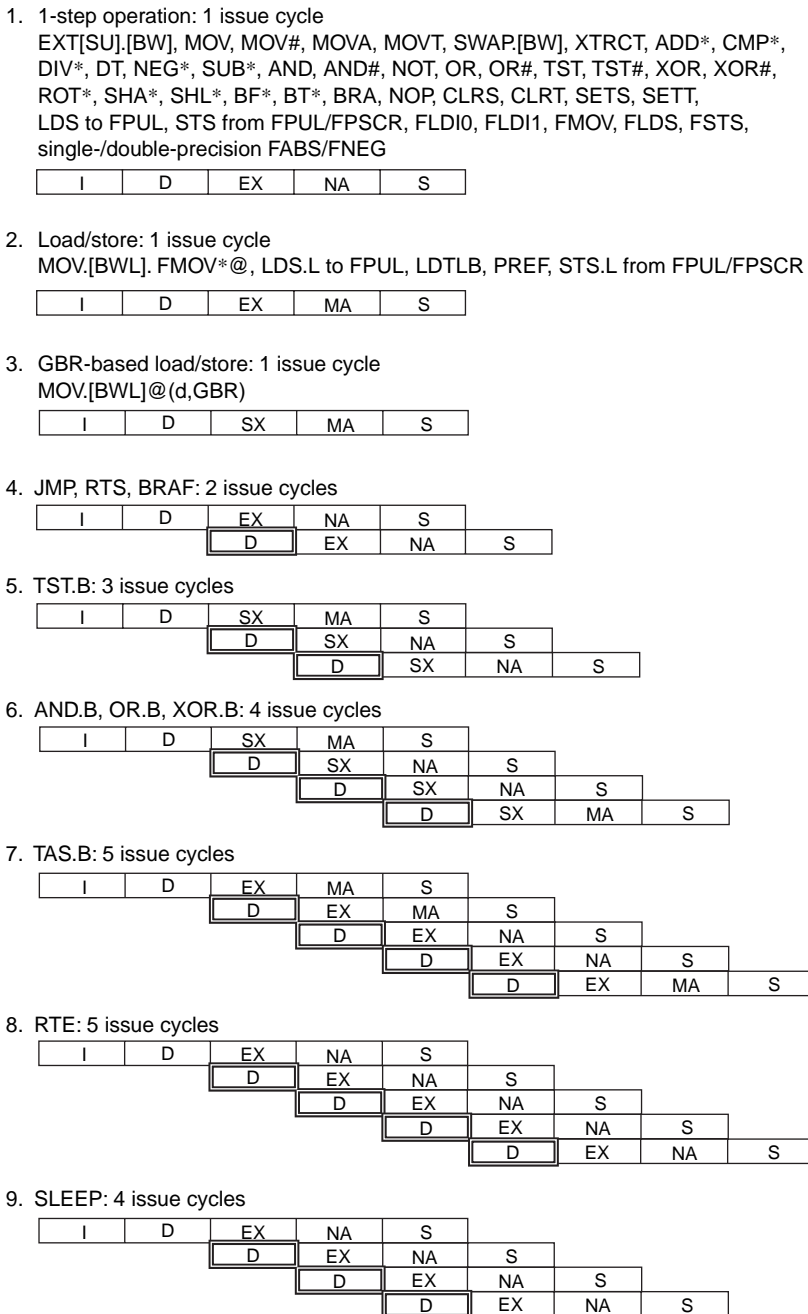 1. 1-step operation: 1 issue cycle
EXT[SU].[BW], MOV, MOV#, MOVA, MOVT, SWAP.[BW], XTRCT, ADD*, CMP*,
DIV*, DT, NEG*, SUB*, AND, AND#, NOT, OR, OR#, TST, TST#, XOR, XOR#,
ROT*, SHA*, SHL*, BF*, BT*, BRA, NOP, CLRS, CLRT, SETS, SETT,
LDS to FPUL, STS from FPUL/FPSCR, FLDI0, FLDI1, FMOV, FLDS, FSTS,
single-/double-precision FABS/FNEG
I D EX NA S
2. Load/store: 1 issue cycle
MOV.[BWL]. FMOV*@, LDS.L to FPUL, LDTLB, PREF, STS.L from FPUL/FPSCR
I D EX MA S
3. GBR-based load/store: 1 issue cycle
MOV.[BWL]@(d,GBR)
I D SX MA S
4. JMP, RTS, BRAF: 2 issue cycles
I D EX NA S
D EX NA S
5. TST.B: 3 issue cycles
I D SX MA S
D SX NA S
D SX NA S
6. AND.B, OR.B, XOR.B: 4 issue cycles
I D SX MA S
D SX NA S
D SX NA S
D SX MA S
7. TAS.B: 5 issue cycles
I D EX MA S
D EX MA S
D EX NA S
D EX NA S
D EX MA S
8. RTE: 5 issue cycles
I D EX NA S
D EX NA S
D EX NA S
D EX NA S
D EX NA S
9. SLEEP: 4 issue cycles
I D EX NA S
D EX NA S
D EX NA S
D EX NA S